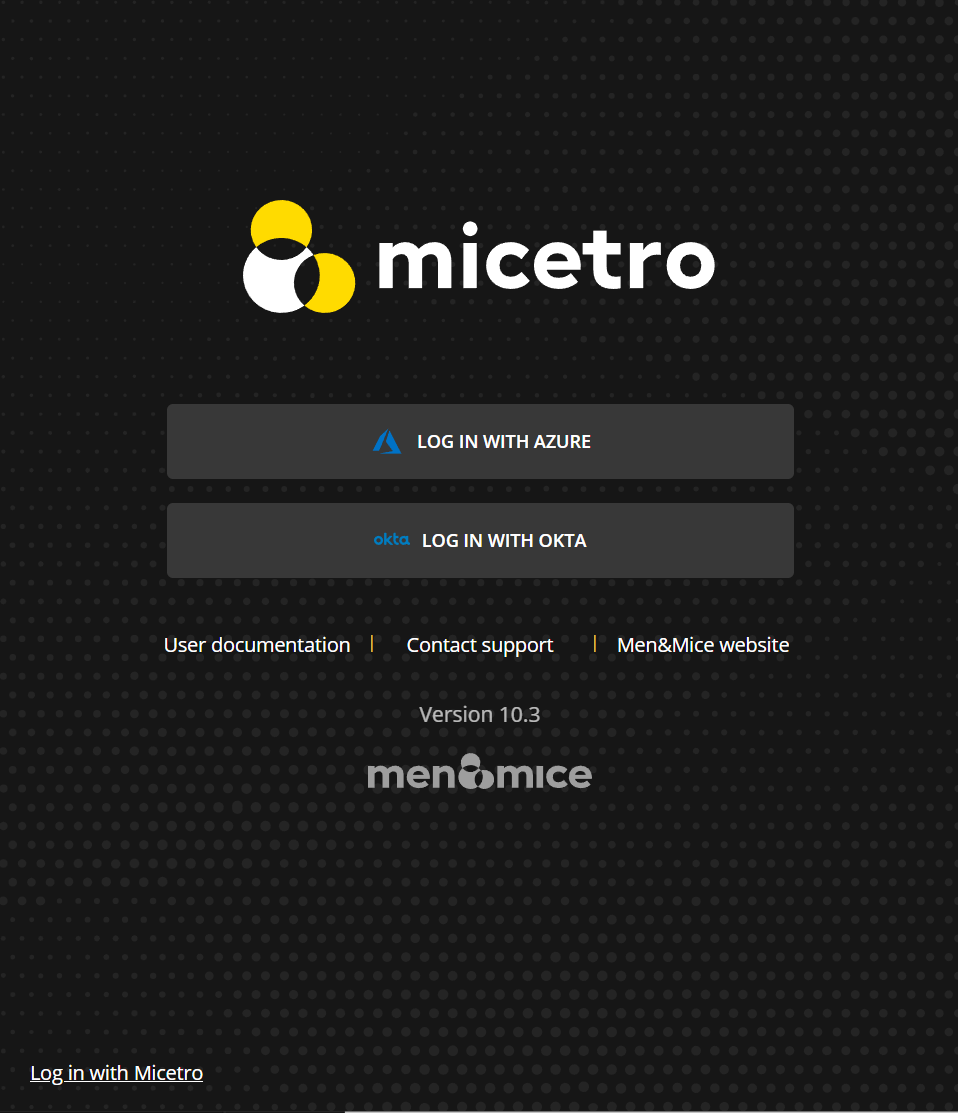 micetro
LOG IN WITH AZURE
okta LOG IN WITH OKTA
User documentation | Contact support | Men&Mice website
Version 10.3
men&mice
Log in with Micetro